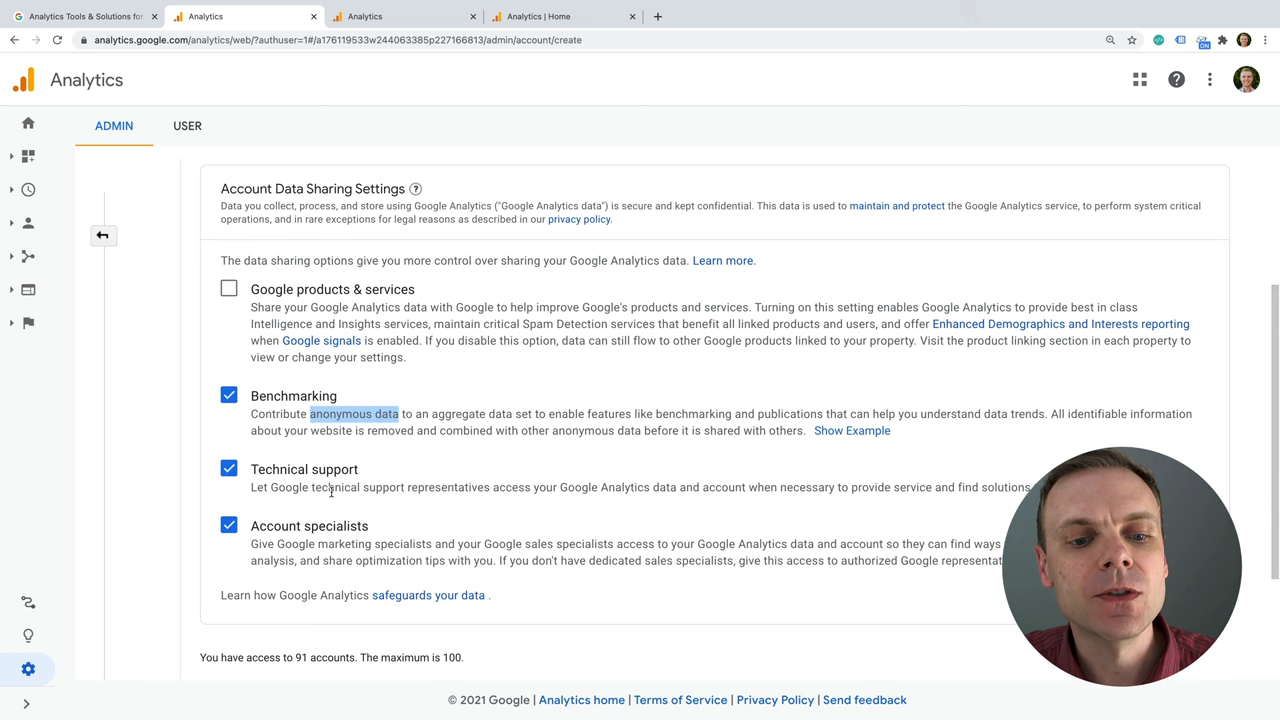 Analytics Tools & Solutions for
Analytics
Analytics
Analytics | Home
analytics.google.com/analytics/web/?authuser=1#/a176119533w244063385p227166813/admin/account/create
ON
Analytics
ADMIN
USER
Account Data Sharing Settings
Data you collect, process, and store using Google Analytics ("Google Analytics data") is secure and kept confidential. This data is used to maintain and protect the Google Analytics service, to perform system critical
operations, and in rare exceptions for legal reasons as described in our privacy policy.
The data sharing options give you more control over sharing your Google Analytics data. Learn more.
Google products & services
Share your Google Analytics data with Google to help improve Google's products and services. Turning on this setting enables Google Analytics to provide best in class
Intelligence and Insights services, maintain critical Spam Detection services that benefit all linked products and users, and offer Enhanced Demographics and Interests reporting
when Google signals is enabled. If you disable this option, data can still flow to other Google products linked to your property. Visit the product linking section in each property to
view or change your settings.
Benchmarking
Contribute anonymous data to an aggregate data set to enable features like benchmarking and publications that can help you understand data trends. All identifiable information
about your website is removed and combined with other anonymous data before it is shared with others. Show Example
Technical support
Let Google technical support representatives access your Google Analytics data and account when necessary to provide service and find solutions
Account specialists
Give Google marketing specialists and your Google sales specialists access to your Google Analytics data and account so they can find ways
analysis, and share optimization tips with you. If you don't have dedicated sales specialists, give this access to authorized Google
Learn how Google Analytics safeguards your data .
You have access to 91 accounts. The maximum is 100.
© 2021 Google | Analytics home | Terms of Service | Privacy Policy | Send feedback